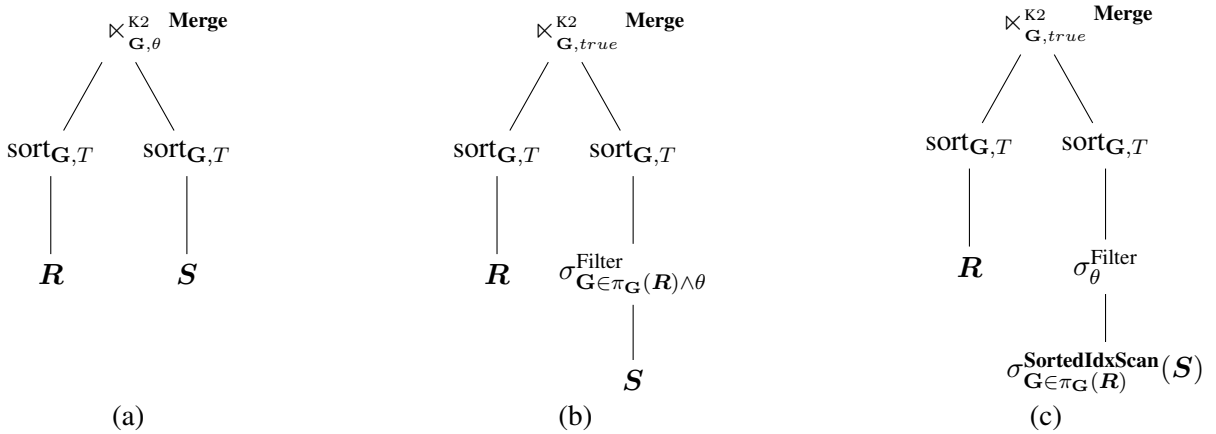 ⋉ᴷ²_G,θ Merge
sort_G,T sort_G,T
R S
(a)
⋉ᴷ²_G,true Merge
sort_G,T sort_G,T
R σ^Filter_G∈π_G(R)∧θ
S
(b)
⋉ᴷ²_G,true Merge
sort_G,T sort_G,T
R σ^Filter_θ
σ^SortedIdxScan_G∈π_G(R) (S)
(c)